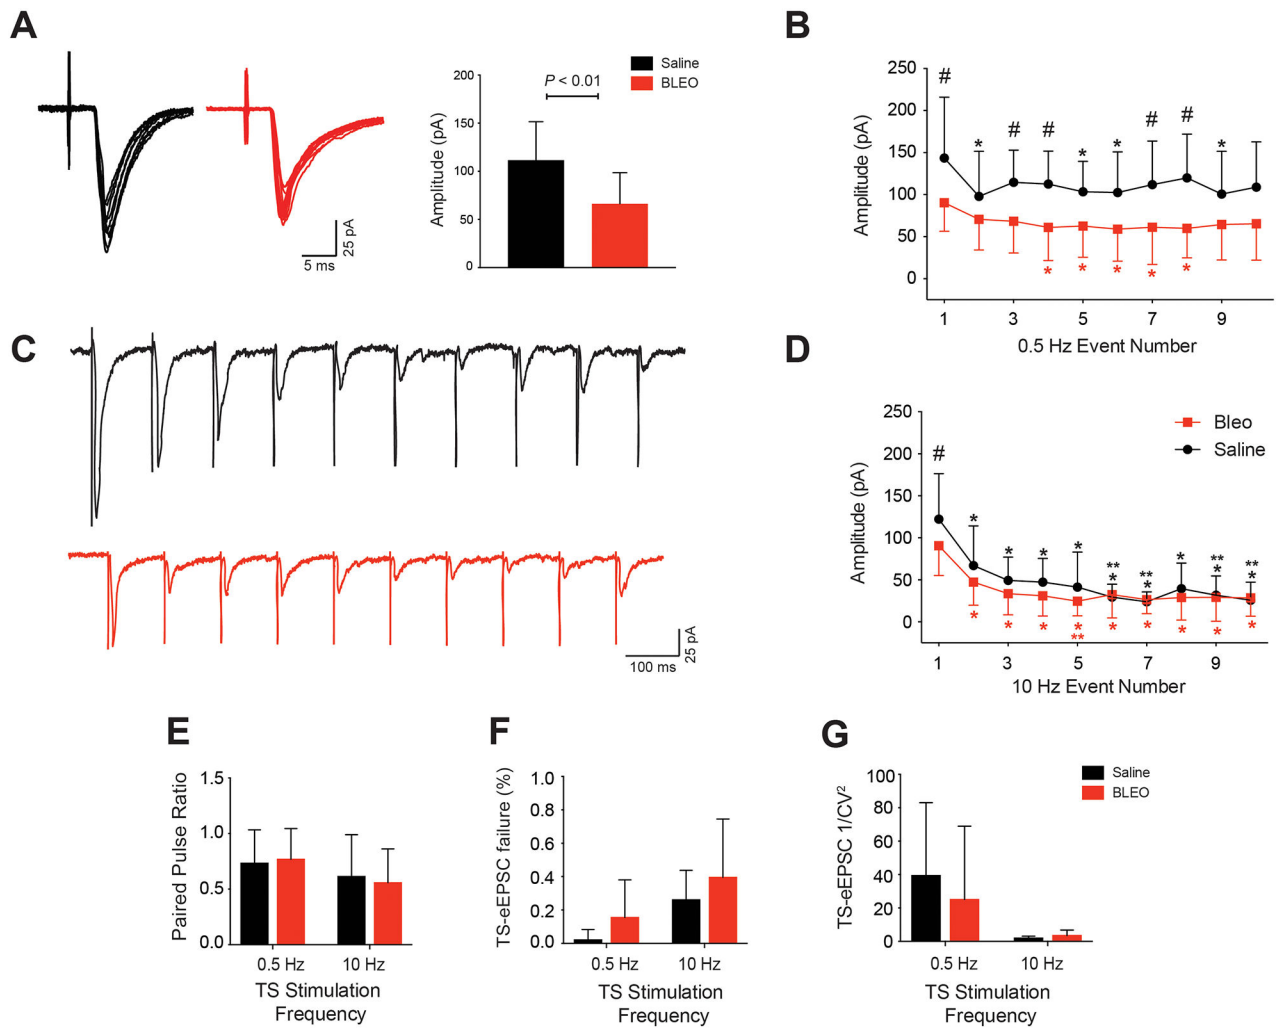 A
Saline
BLEO
P < 0.01
200
150
100
50
0
Amplitude (pA)
25 pA
5 ms
B
250
200
150
100
50
0
Amplitude (pA)
#
*
#
#
*
*
#
#
*
*
*
*
*
*
1 3 5 7 9
0.5 Hz Event Number
C
25 pA
100 ms
D
250
200
150
100
50
0
Amplitude (pA)
Bleo
Saline
#
*
*
*
*
**
*
**
*
*
**
*
**
*
*
*
*
*
**
*
*
*
*
*
1 3 5 7 9
10 Hz Event Number
E
1.5
1.0
0.5
0.0
Paired Pulse Ratio
0.5 Hz 10 Hz
TS Stimulation
Frequency
F
1.0
0.8
0.6
0.4
0.2
0.0
TS-eEPSC failure (%)
0.5 Hz 10 Hz
TS Stimulation
Frequency
G
100
80
60
40
20
0
TS-eEPSC 1/CV²
Saline
BLEO
0.5 Hz 10 Hz
TS Stimulation
Frequency